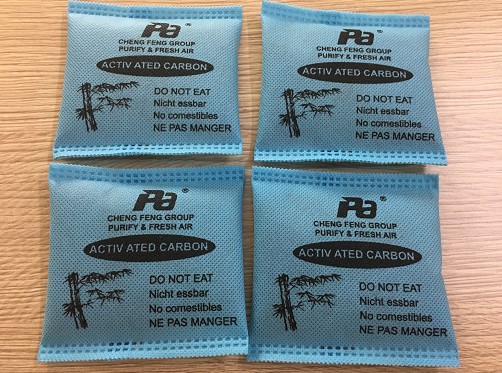 Pa ®
CHENG FENG GROUP
PURIFY & FRESH AIR
ACTIV ATED CARBON
DO NOT EAT
Nicht essbar
No comestibles
NE PAS MANGER
Pa ®
CHENG FENG GROUP
PURIFY & FRESH AIR
ACTIV ATED CARBON
DO NOT EAT
Nicht essbar
No comestibles
NE PAS MANGER
Pa ®
CHENG FENG GROUP
PURIFY & FRESH AIR
ACTIV ATED CARBON
DO NOT EAT
Nicht essbar
No comestibles
NE PAS MANGER
Pa ®
CHENG FENG GROUP
PURIFY & FRESH AIR
ACTIV ATED CARBON
DO NOT EAT
Nicht essbar
No comestibles
NE PAS MANGER